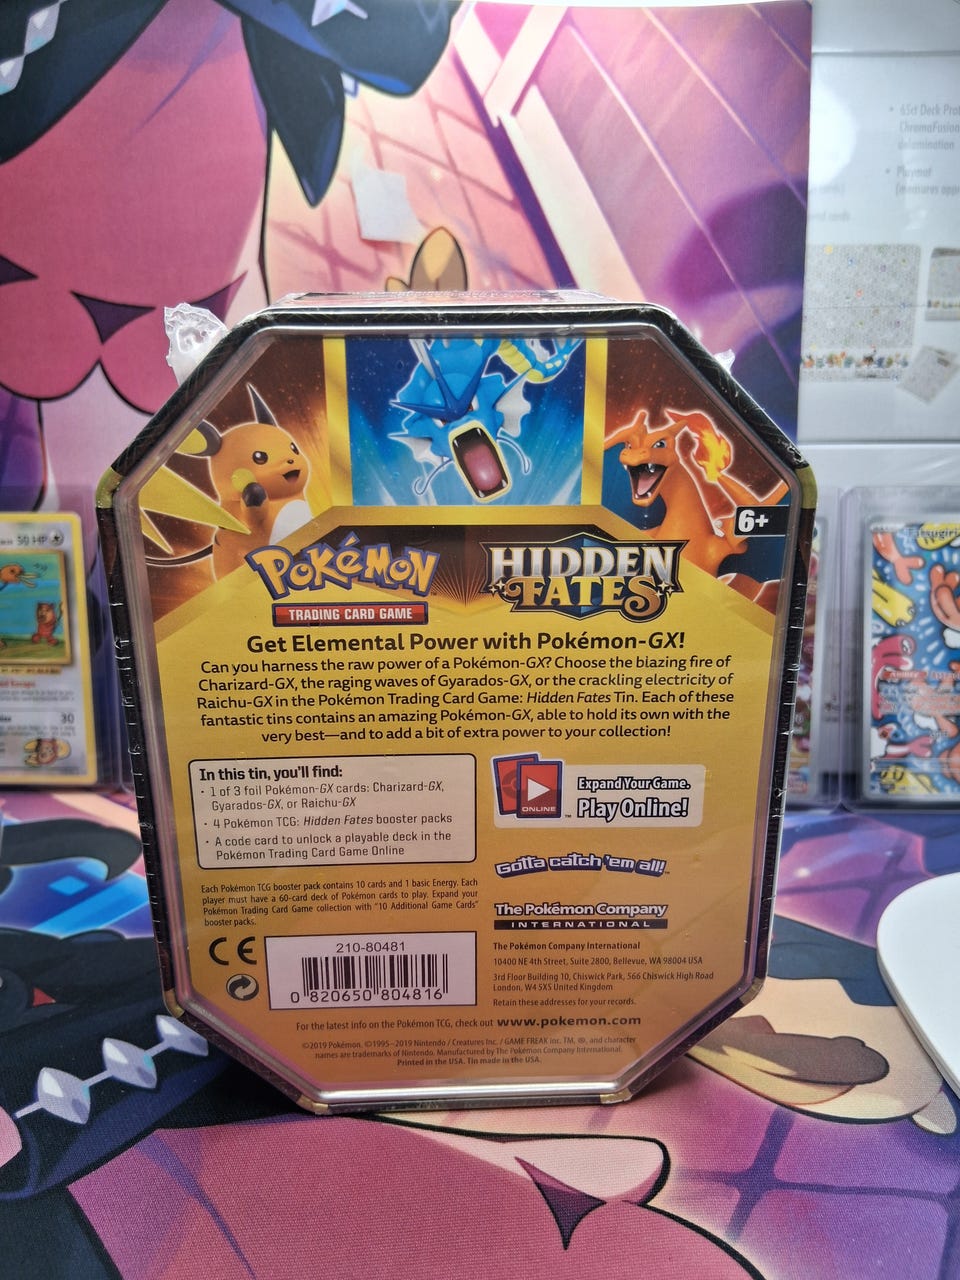 • 65ct Deck Pro
ChromaFusion
delamination
• Playmat
(measures app
50 HP
30
6+
POKéMON
TRADING CARD GAME
HIDDEN
FATES
Get Elemental Power with Pokémon-GX!
Can you harness the raw power of a Pokémon-GX? Choose the blazing fire of
Charizard-GX, the raging waves of Gyarados-GX, or the crackling electricity of
Raichu-GX in the Pokémon Trading Card Game: Hidden Fates Tin. Each of these
fantastic tins contains an amazing Pokémon-GX, able to hold its own with the
very best—and to add a bit of extra power to your collection!
In this tin, you'll find:
• 1 of 3 foil Pokémon-GX cards: Charizard-GX,
Gyarados-GX, or Raichu-GX
• 4 Pokémon TCG: Hidden Fates booster packs
• A code card to unlock a playable deck in the
Pokémon Trading Card Game Online
ONLINE
™
Expand Your Game.
Play Online!
Gotta catch 'em all!™
Each Pokémon TCG booster pack contains 10 cards and 1 basic Energy. Each
player must have a 60-card deck of Pokémon cards to play. Expand your
Pokémon Trading Card Game collection with "10 Additional Game Cards"
booster packs.
The Pokémon Company
INTERNATIONAL
CE
210-80481
0 820650 804816
The Pokémon Company International
10400 NE 4th Street, Suite 2800, Bellevue, WA 98004 USA
3rd Floor Building 10, Chiswick Park, 566 Chiswick High Road
London, W4 5XS United Kingdom
Retain these addresses for your records.
For the latest info on the Pokémon TCG, check out www.pokemon.com
©2019 Pokémon. ©1995–2019 Nintendo / Creatures Inc. / GAME FREAK inc. TM, ®, and character
names are trademarks of Nintendo. Manufactured by The Pokémon Company International.
Printed in the USA. Tin made in the USA.